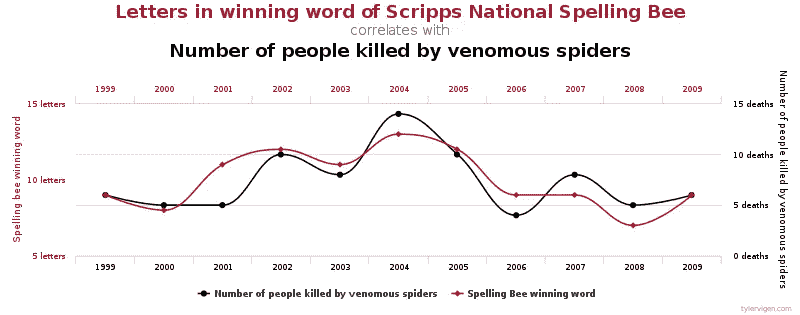 Letters in winning word of Scripps National Spelling Bee
correlates with
Number of people killed by venomous spiders
1999 2000 2001 2002 2003 2004 2005 2006 2007 2008 2009
15 letters
10 letters
5 letters
Spelling bee winning word
15 deaths
10 deaths
5 deaths
0 deaths
Number of people killed by venomous spiders
1999 2000 2001 2002 2003 2004 2005 2006 2007 2008 2009
Number of people killed by venomous spiders Spelling Bee winning word
tylervigen.com